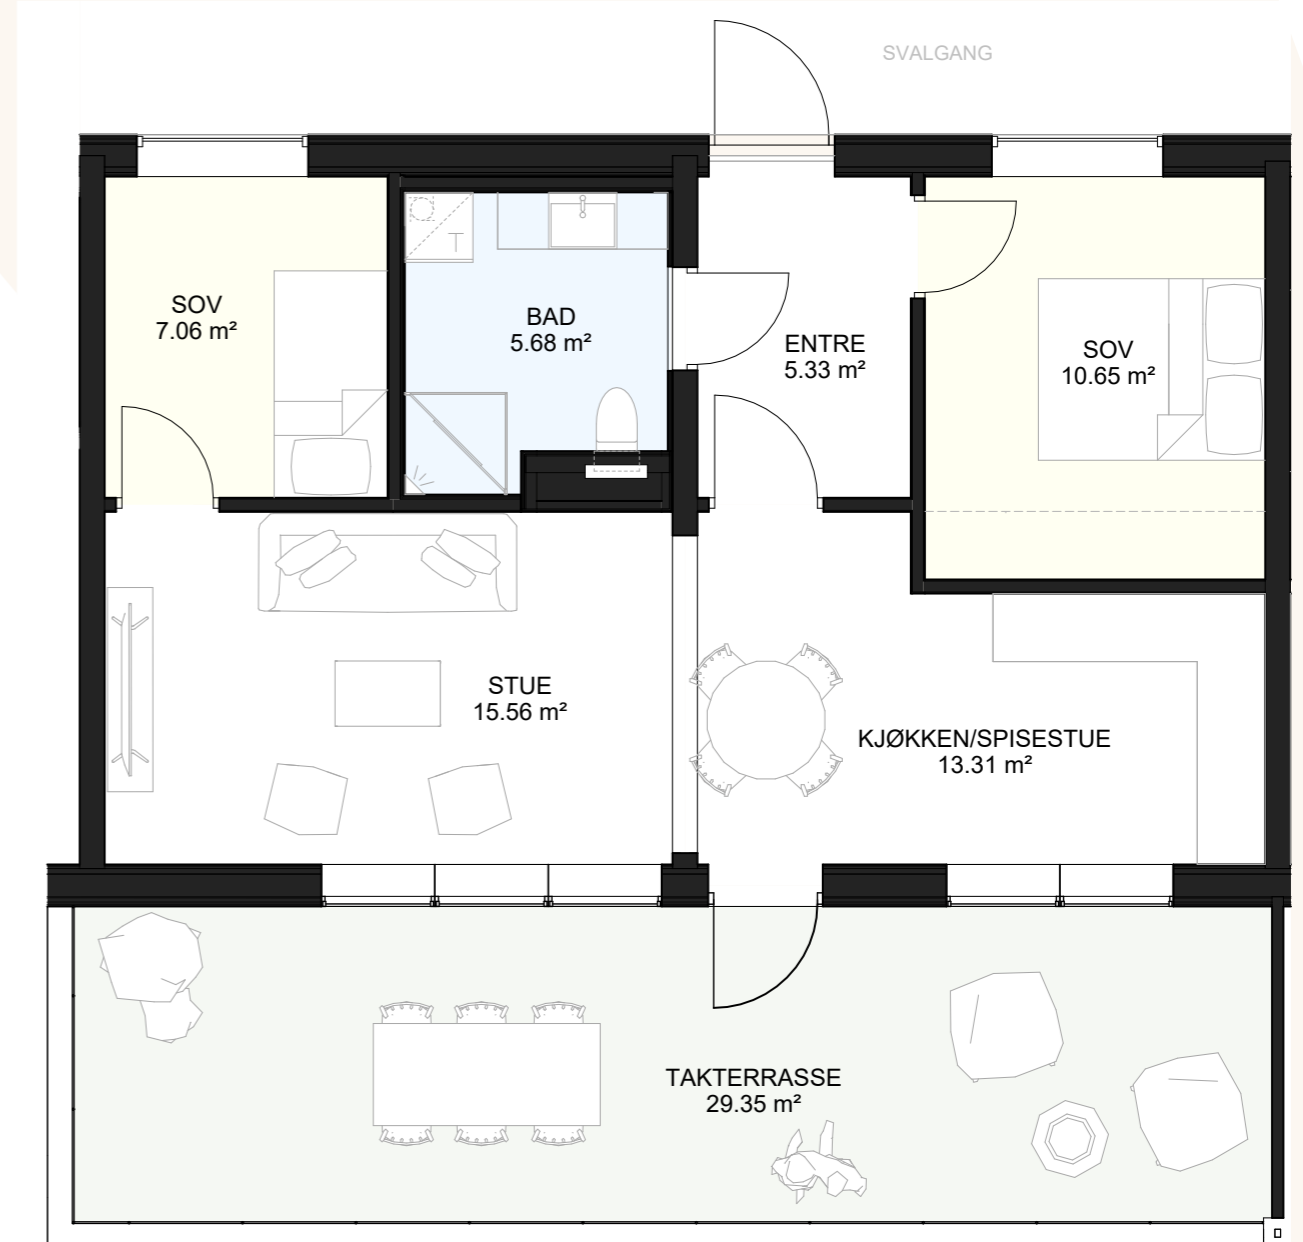 SVALGANG
SOV
7.06 m²
BAD
5.68 m²
ENTRE
5.33 m²
SOV
10.65 m²
T
STUE
15.56 m²
KJØKKEN/SPISESTUE
13.31 m²
TAKTERRASSE
29.35 m²